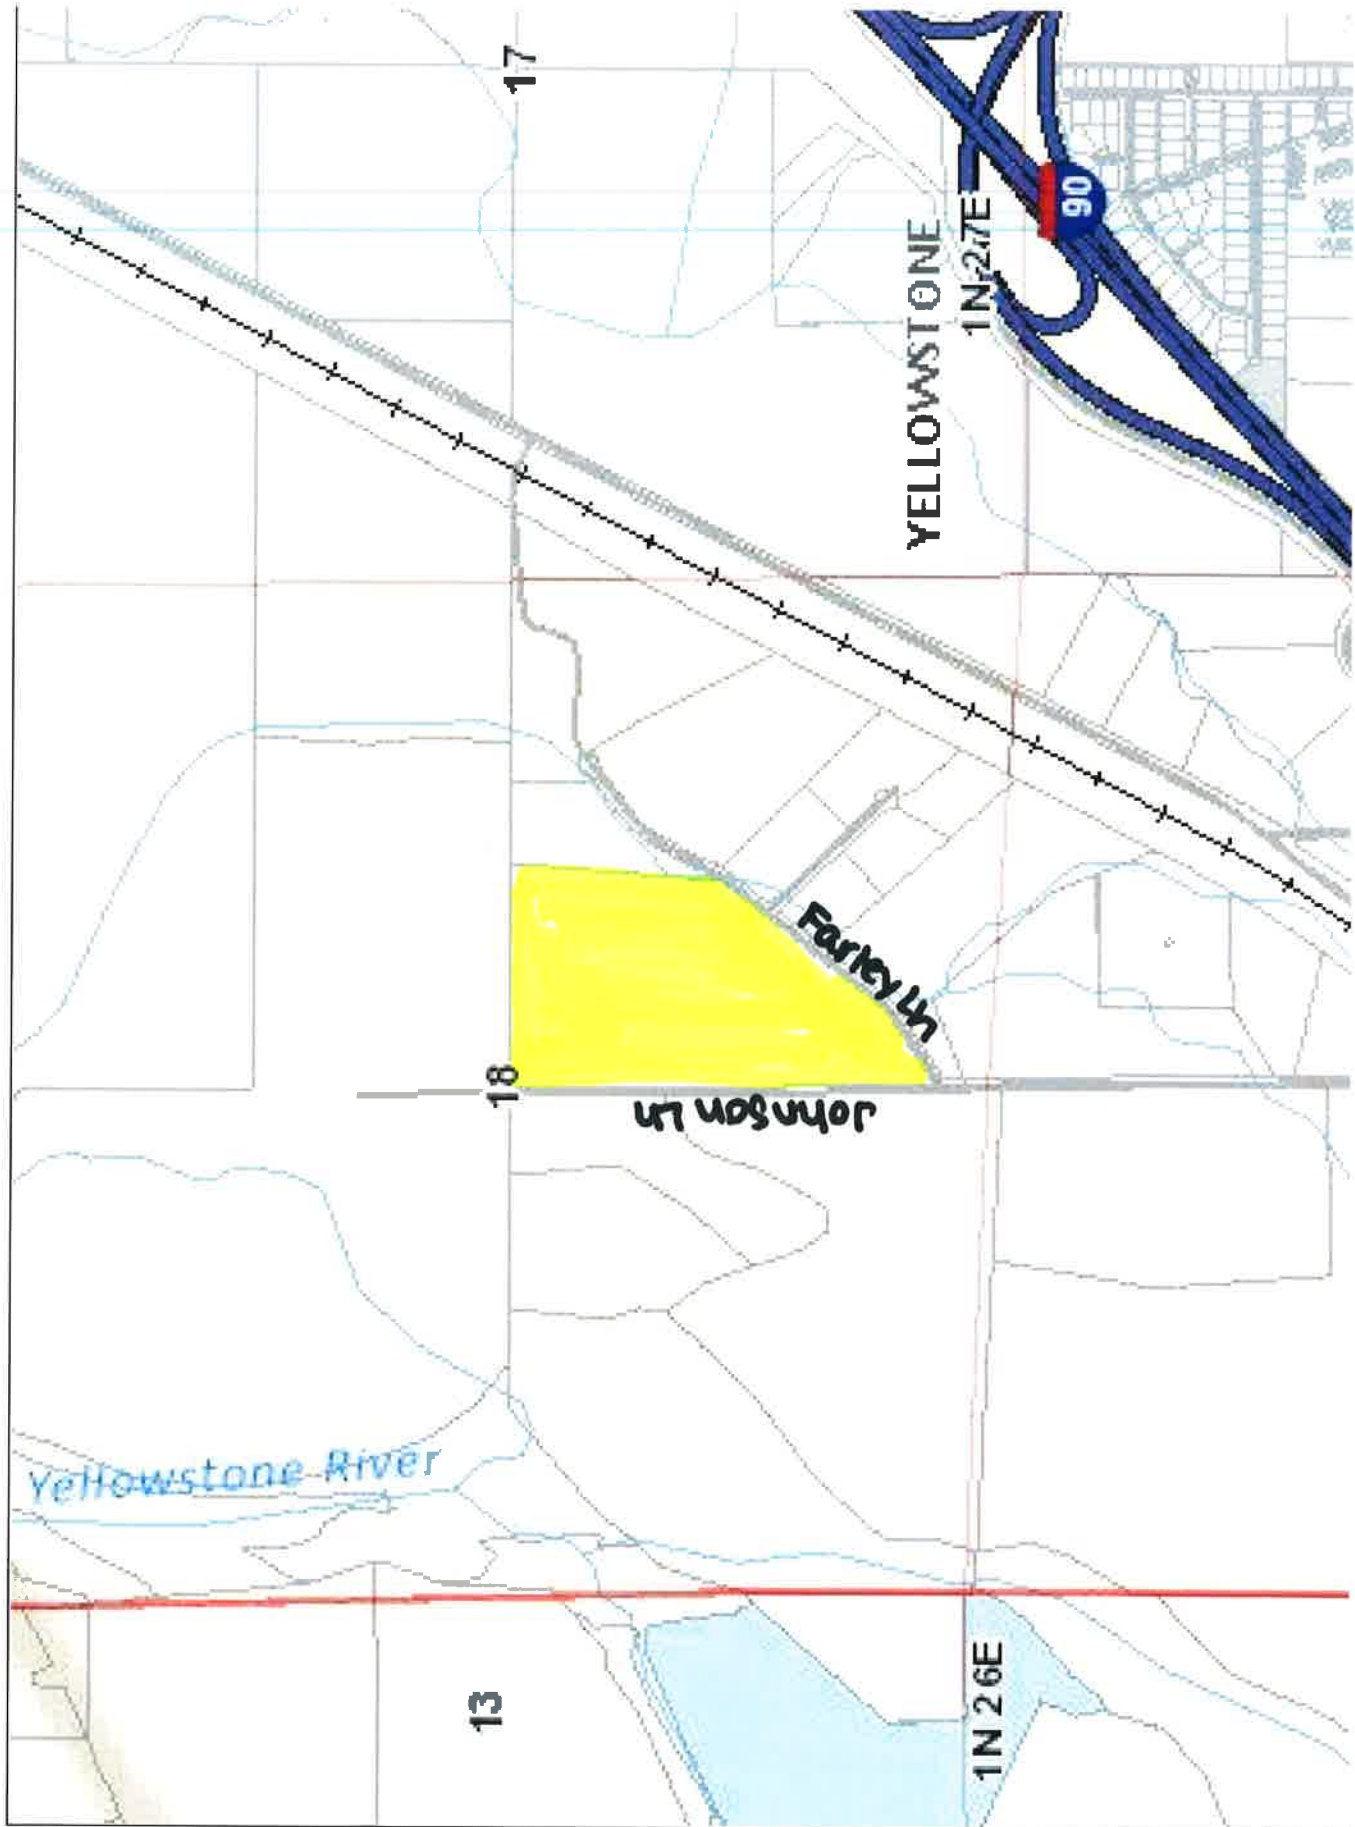 17
90
1N 27E
YELLOWSTONE
Farley Ln
18
Johnson Ln
Yellowstone River
13
1N 26E